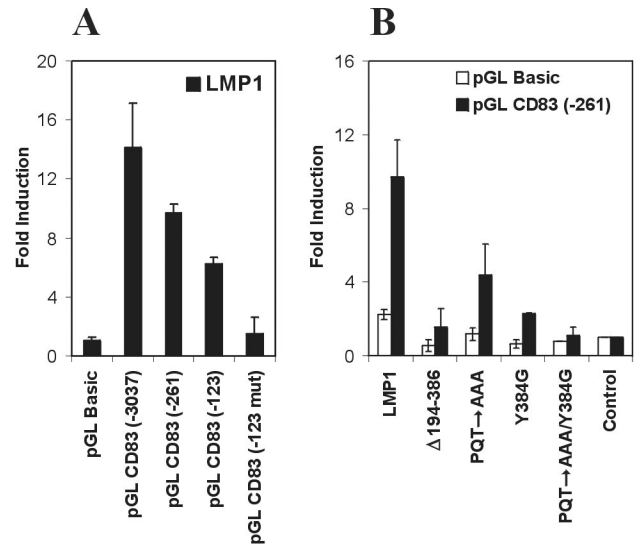 A
20
16
12
8
4
0
Fold Induction
LMP1
pGL Basic
pGL CD83 (-3037)
pGL CD83 (-261)
pGL CD83 (-123)
pGL CD83 (-123 mut)
B
16
12
8
4
0
Fold Induction
pGL Basic
pGL CD83 (-261)
LMP1
Δ194-386
PQT→AAA
Y384G
PQT→AAA/Y384G
Control